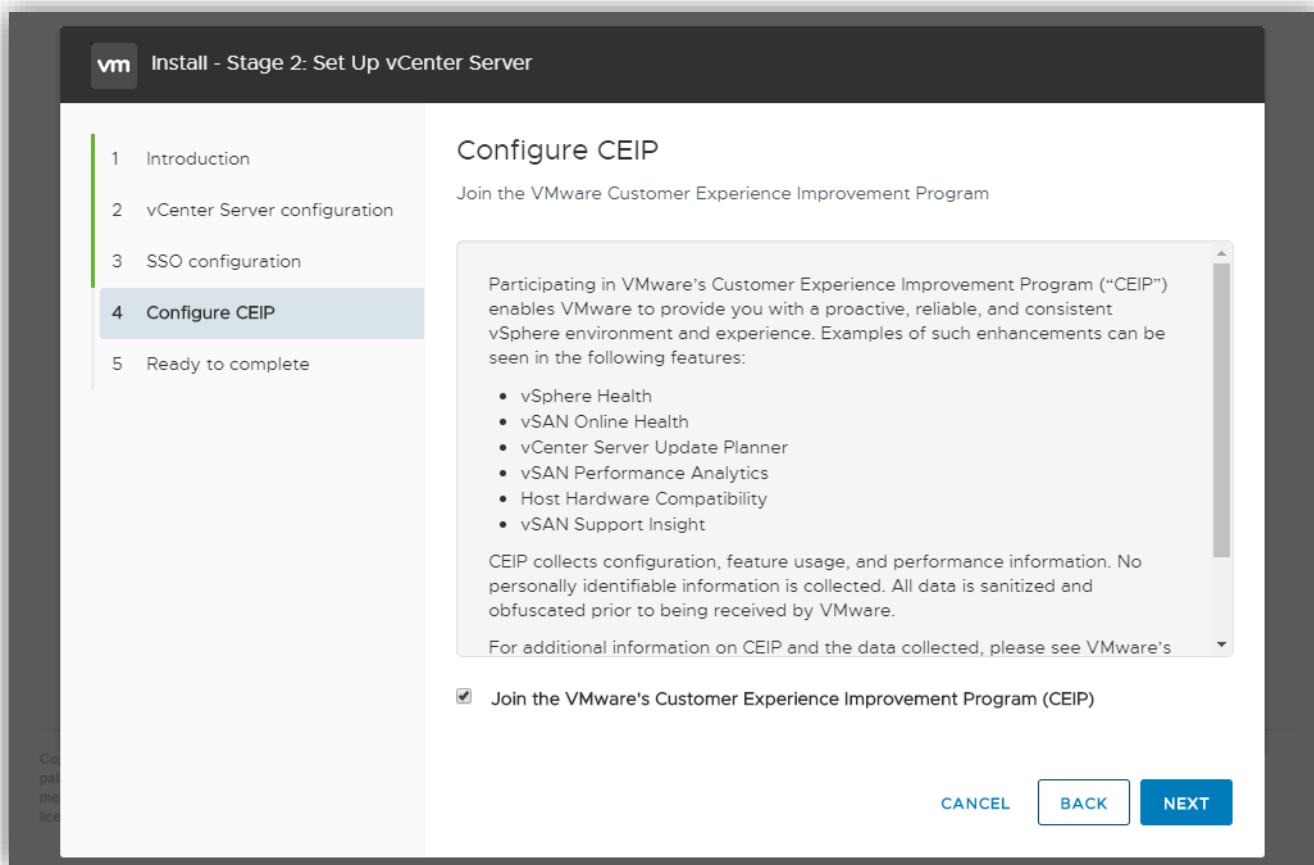 vm Install - Stage 2: Set Up vCenter Server
1 Introduction
2 vCenter Server configuration
3 SSO configuration
4 Configure CEIP
5 Ready to complete
Configure CEIP
Join the VMware Customer Experience Improvement Program
Participating in VMware’s Customer Experience Improvement Program (“CEIP”)
enables VMware to provide you with a proactive, reliable, and consistent
vSphere environment and experience. Examples of such enhancements can be
seen in the following features:
• vSphere Health
• vSAN Online Health
• vCenter Server Update Planner
• vSAN Performance Analytics
• Host Hardware Compatibility
• vSAN Support Insight
CEIP collects configuration, feature usage, and performance information. No
personally identifiable information is collected. All data is sanitized and
obfuscated prior to being received by VMware.
For additional information on CEIP and the data collected, please see VMware’s
Join the VMware's Customer Experience Improvement Program (CEIP)
CANCEL BACK NEXT